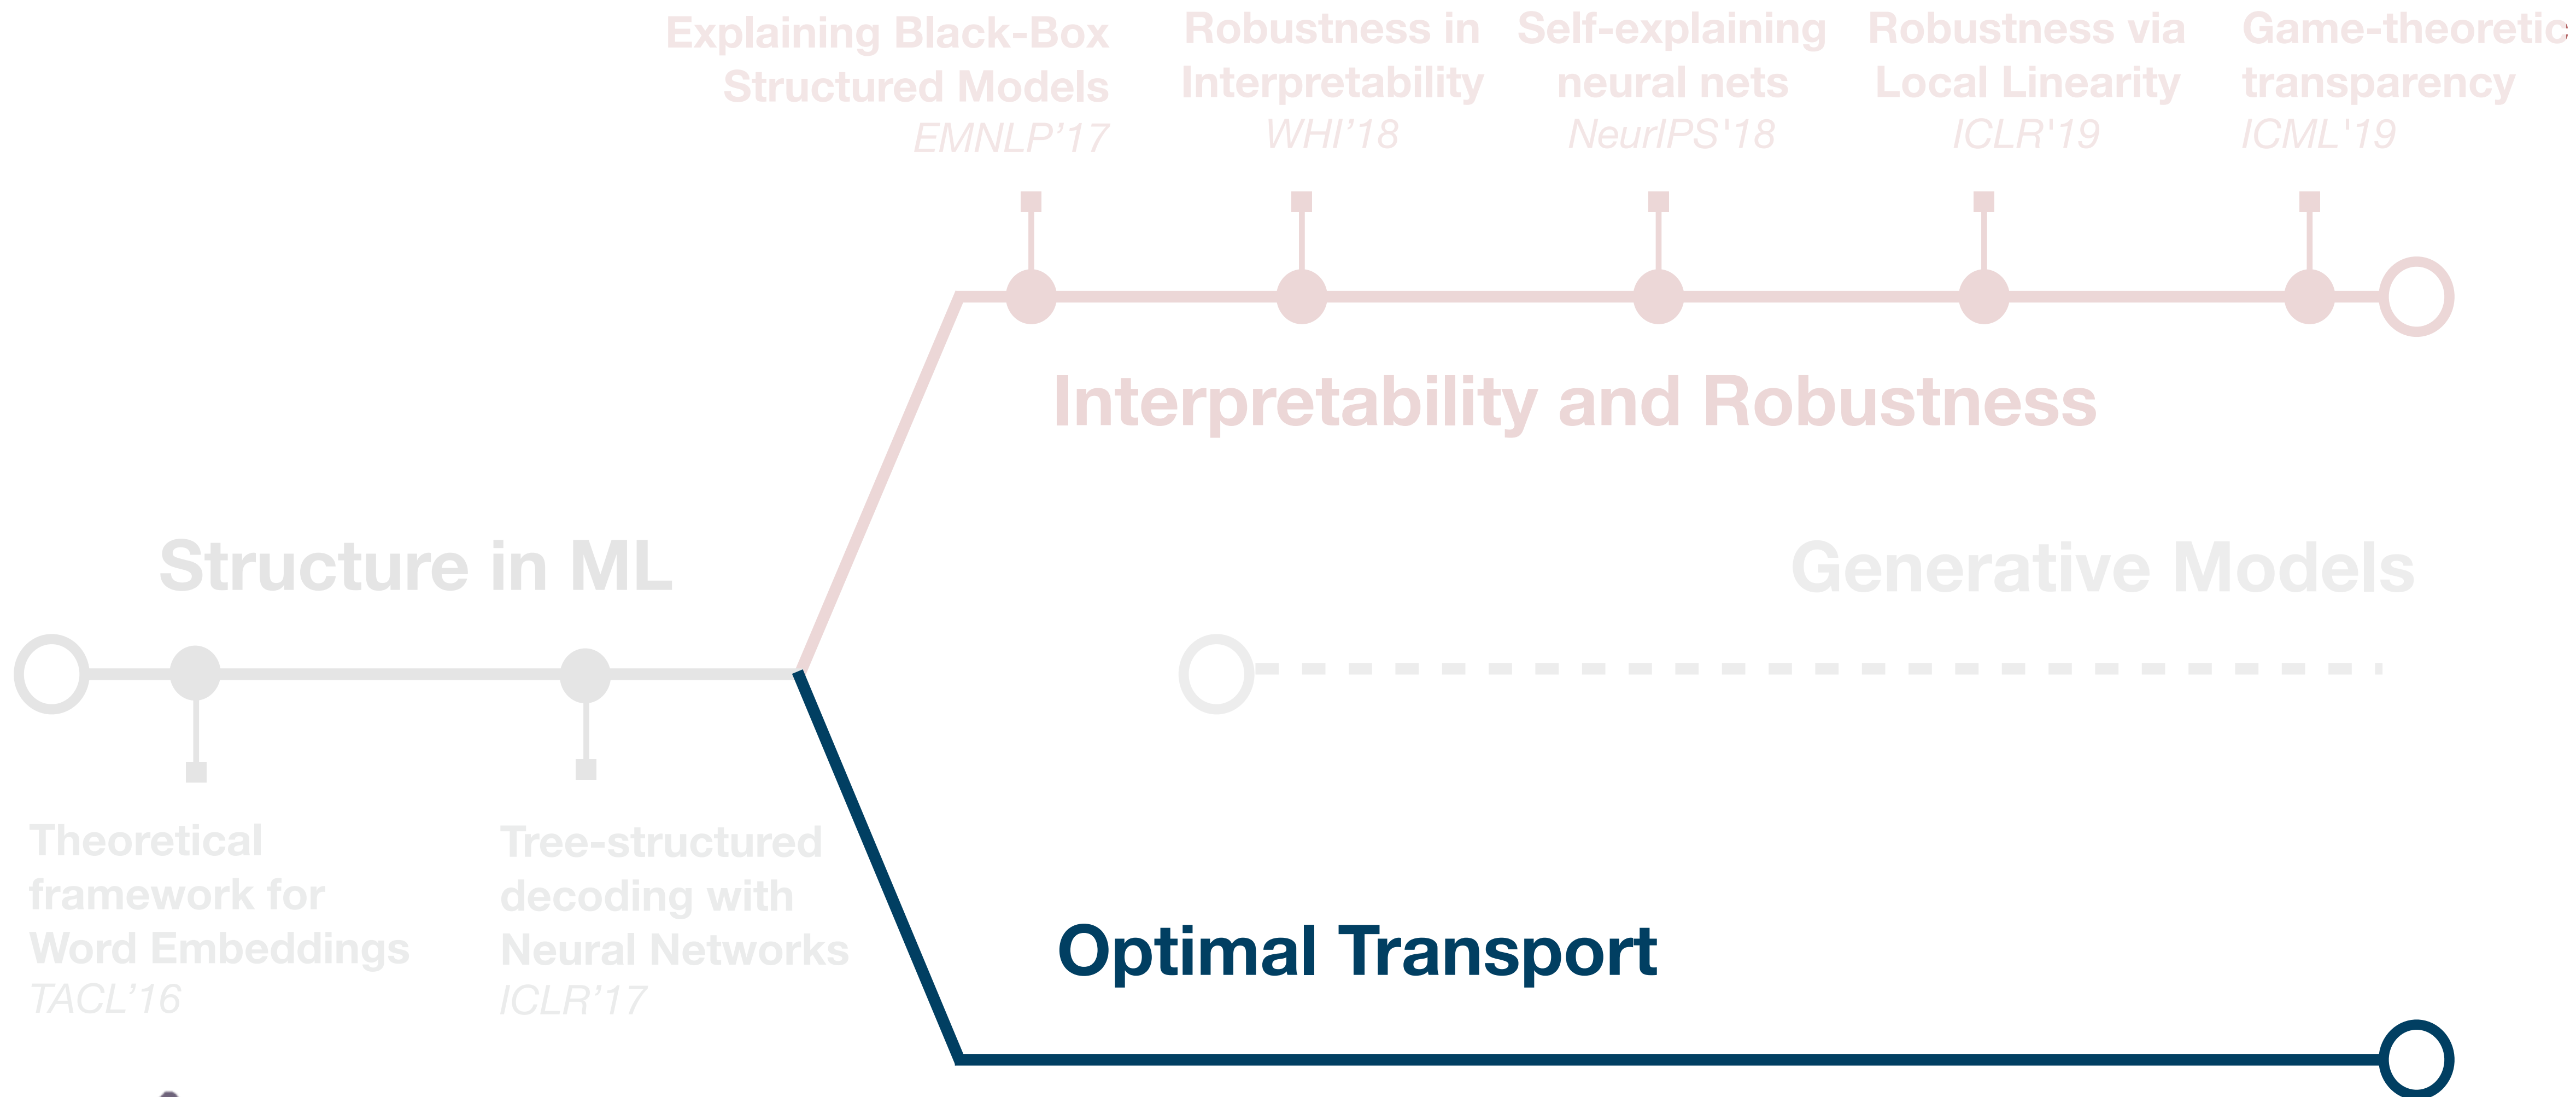 Explaining Black-Box
Structured Models
EMNLP’17
Robustness in
Interpretability
WHI’18
Self-explaining
neural nets
NeurIPS'18
Robustness via
Local Linearity
ICLR'19
Game-theoretic
transparency
ICML'19
Interpretability and Robustness
Structure in ML
Generative Models
Theoretical
framework for
Word Embeddings
TACL’16
Tree-structured
decoding with
Neural Networks
ICLR’17
Optimal Transport